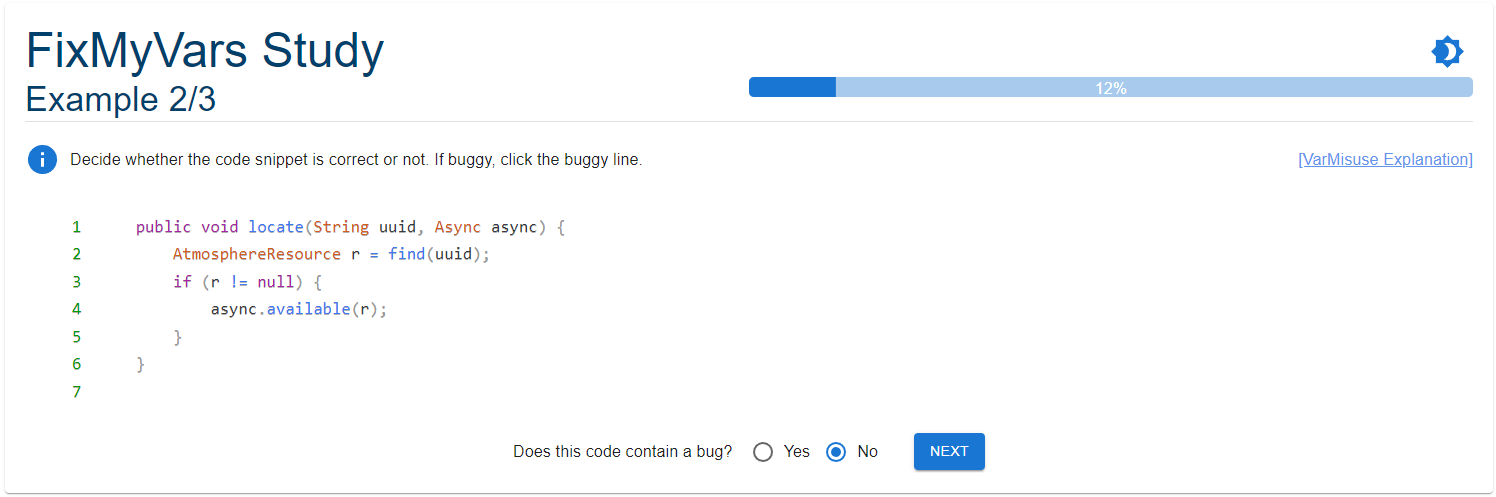 FixMyVars Study
Example 2/3
12%
Decide whether the code snippet is correct or not. If buggy, click the buggy line.
[VarMisuse Explanation]
1 public void locate(String uuid, Async async) {
2     AtmosphereResource r = find(uuid);
3     if (r != null) {
4         async.available(r);
5     }
6 }
7
Does this code contain a bug? Yes No NEXT